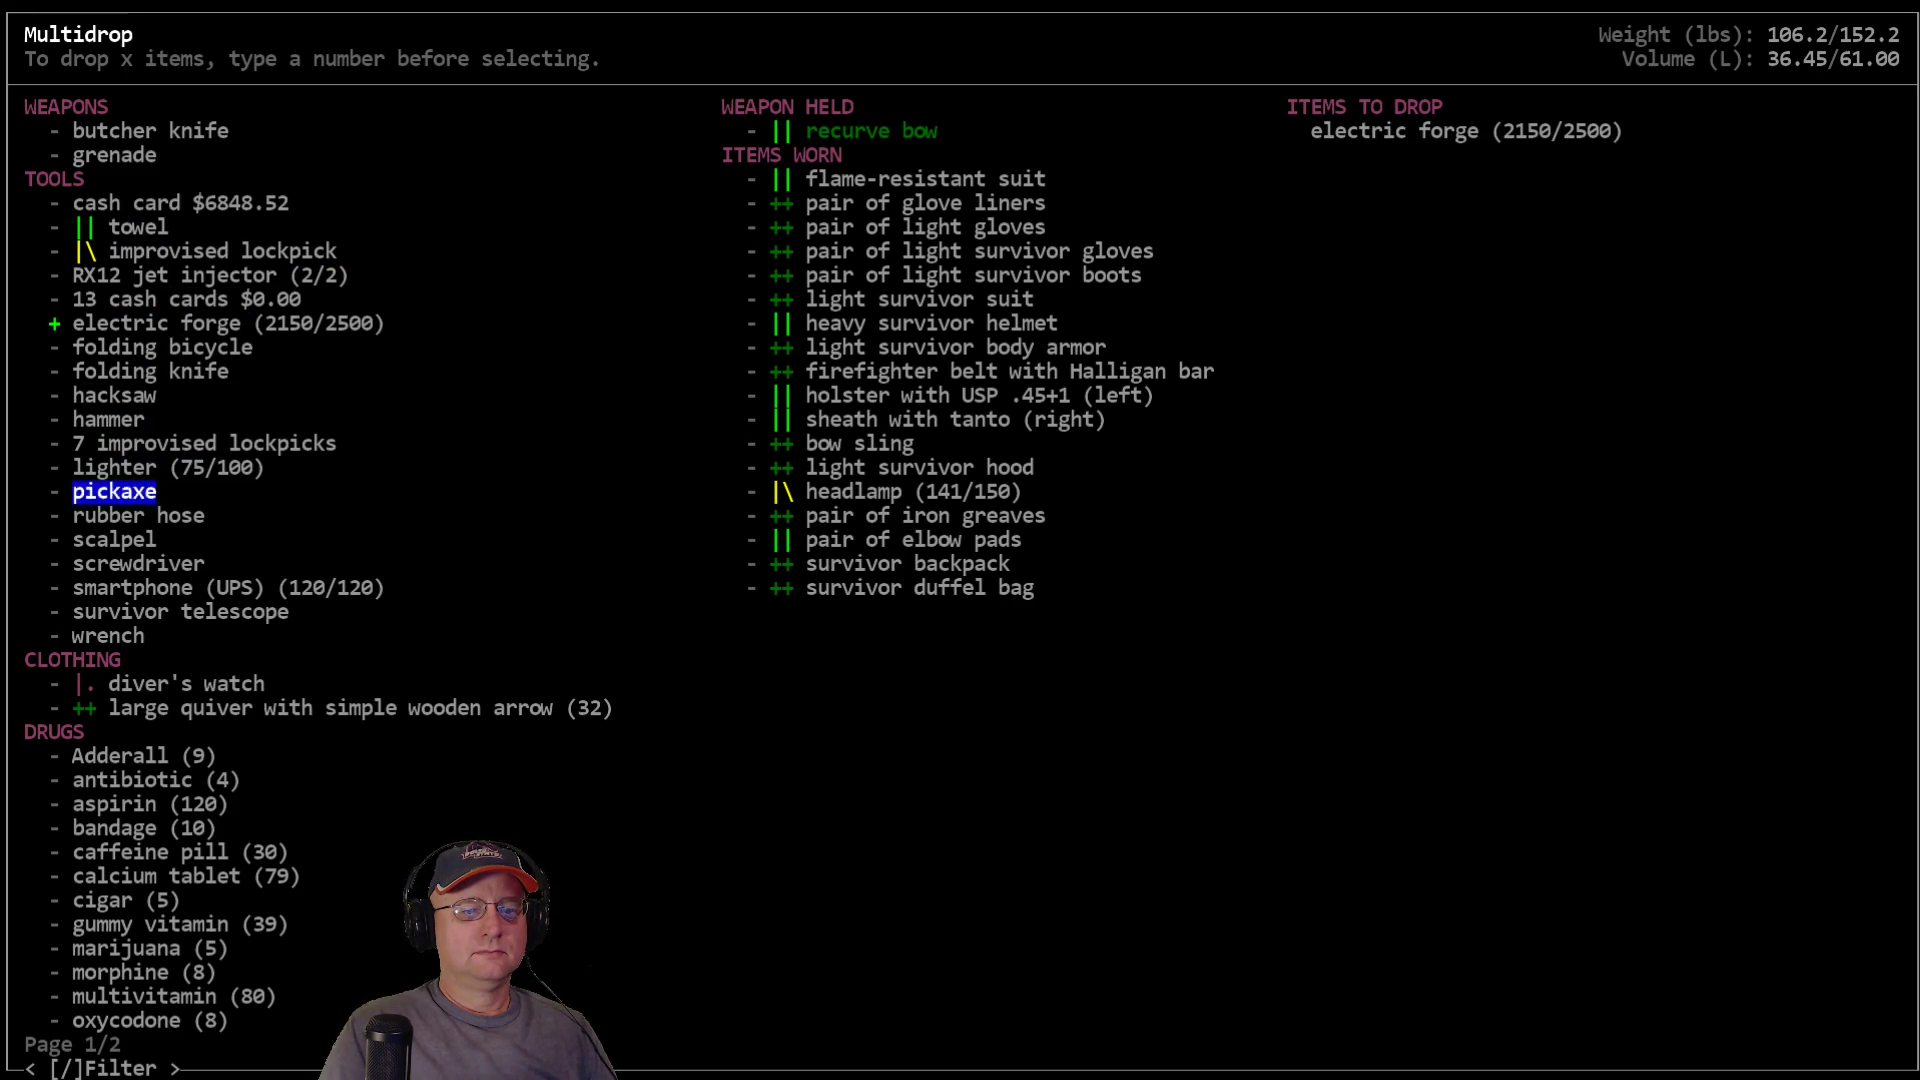 Multidrop
To drop x items, type a number before selecting.
Weight (lbs): 106.2/152.2
Volume (L): 36.45/61.00
WEAPONS
- butcher knife
- grenade
TOOLS
- cash card $6848.52
- || towel
- |\ improvised lockpick
- RX12 jet injector (2/2)
- 13 cash cards $0.00
+ electric forge (2150/2500)
- folding bicycle
- folding knife
- hacksaw
- hammer
- 7 improvised lockpicks
- lighter (75/100)
- pickaxe
- rubber hose
- scalpel
- screwdriver
- smartphone (UPS) (120/120)
- survivor telescope
- wrench
CLOTHING
- |. diver's watch
- ++ large quiver with simple wooden arrow (32)
DRUGS
- Adderall (9)
- antibiotic (4)
- aspirin (120)
- bandage (10)
- caffeine pill (30)
- calcium tablet (79)
- cigar (5)
- gummy vitamin (39)
- marijuana (5)
- morphine (8)
- multivitamin (80)
- oxycodone (8)
Page 1/2
< [/]Filter >
WEAPON HELD
- || recurve bow
ITEMS WORN
- || flame-resistant suit
- ++ pair of glove liners
- ++ pair of light gloves
- ++ pair of light survivor gloves
- ++ pair of light survivor boots
- ++ light survivor suit
- || heavy survivor helmet
- ++ light survivor body armor
- ++ firefighter belt with Halligan bar
- || holster with USP .45+1 (left)
- || sheath with tanto (right)
- ++ bow sling
- ++ light survivor hood
- |\ headlamp (141/150)
- ++ pair of iron greaves
- || pair of elbow pads
- ++ survivor backpack
- ++ survivor duffel bag
ITEMS TO DROP
electric forge (2150/2500)